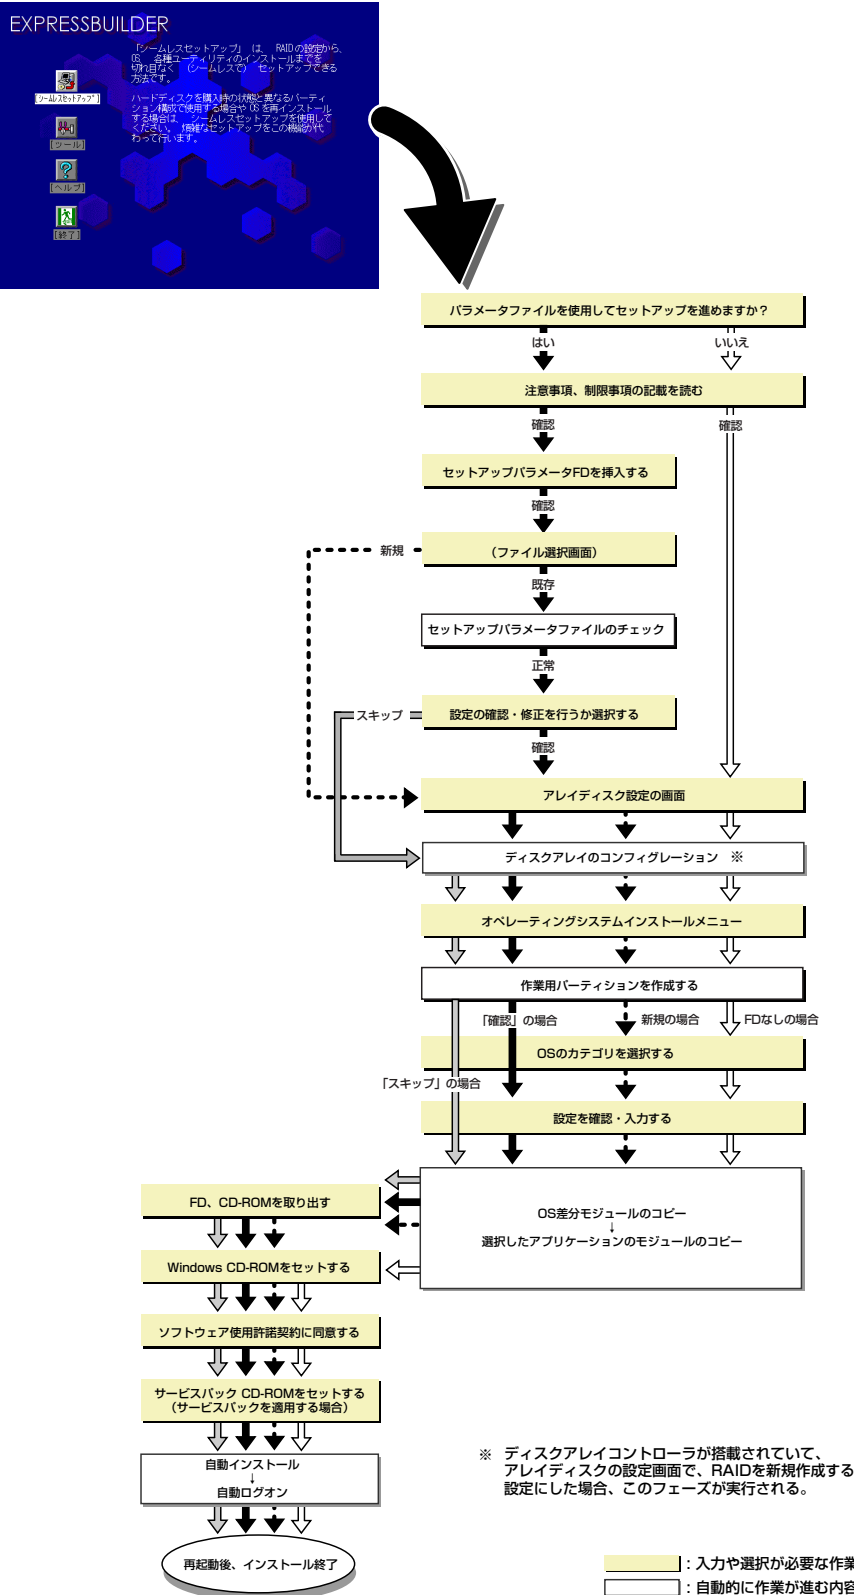 EXPRESSBUILDER
「シームレスセットアップ」 は、 RAIDの設定から、
OS、 各種ユーティリティのインストールまでを
切れ目なく （シームレスで） セットアップできる
方法です。
ハードディスクを購入時の状態と異なるパーティ
ション構成で使用する場合や OS を再インストール
する場合は、 シームレスセットアップを使用して
ください。 煩雑なセットアップをこの機能が代
わって行います。
[シームレスセットアップ]
[ツール]
[ヘルプ]
[終了]
パラメータファイルを使用してセットアップを進めますか？
はい
いいえ
注意事項、制限事項の記載を読む
確認
確認
セットアップパラメータFDを挿入する
確認
新規
（ファイル選択画面）
既存
セットアップパラメータファイルのチェック
正常
スキップ
設定の確認・修正を行うか選択する
確認
アレイディスク設定の画面
ディスクアレイのコンフィグレーション ※
オペレーティングシステムインストールメニュー
作業用パーティションを作成する
「確認」の場合
新規の場合
FDなしの場合
OSのカテゴリを選択する
「スキップ」の場合
設定を確認・入力する
OS差分モジュールのコピー
↓
選択したアプリケーションのモジュールのコピー
FD、CD-ROMを取り出す
Windows CD-ROMをセットする
ソフトウェア使用許諾契約に同意する
サービスパック CD-ROMをセットする
（サービスパックを適用する場合）
自動インストール
↓
自動ログオン
再起動後、インストール終了
※ ディスクアレイコントローラが搭載されていて、
アレイディスクの設定画面で、RAIDを新規作成する
設定にした場合、このフェーズが実行される。
：入力や選択が必要な作業
：自動的に作業が進む内容